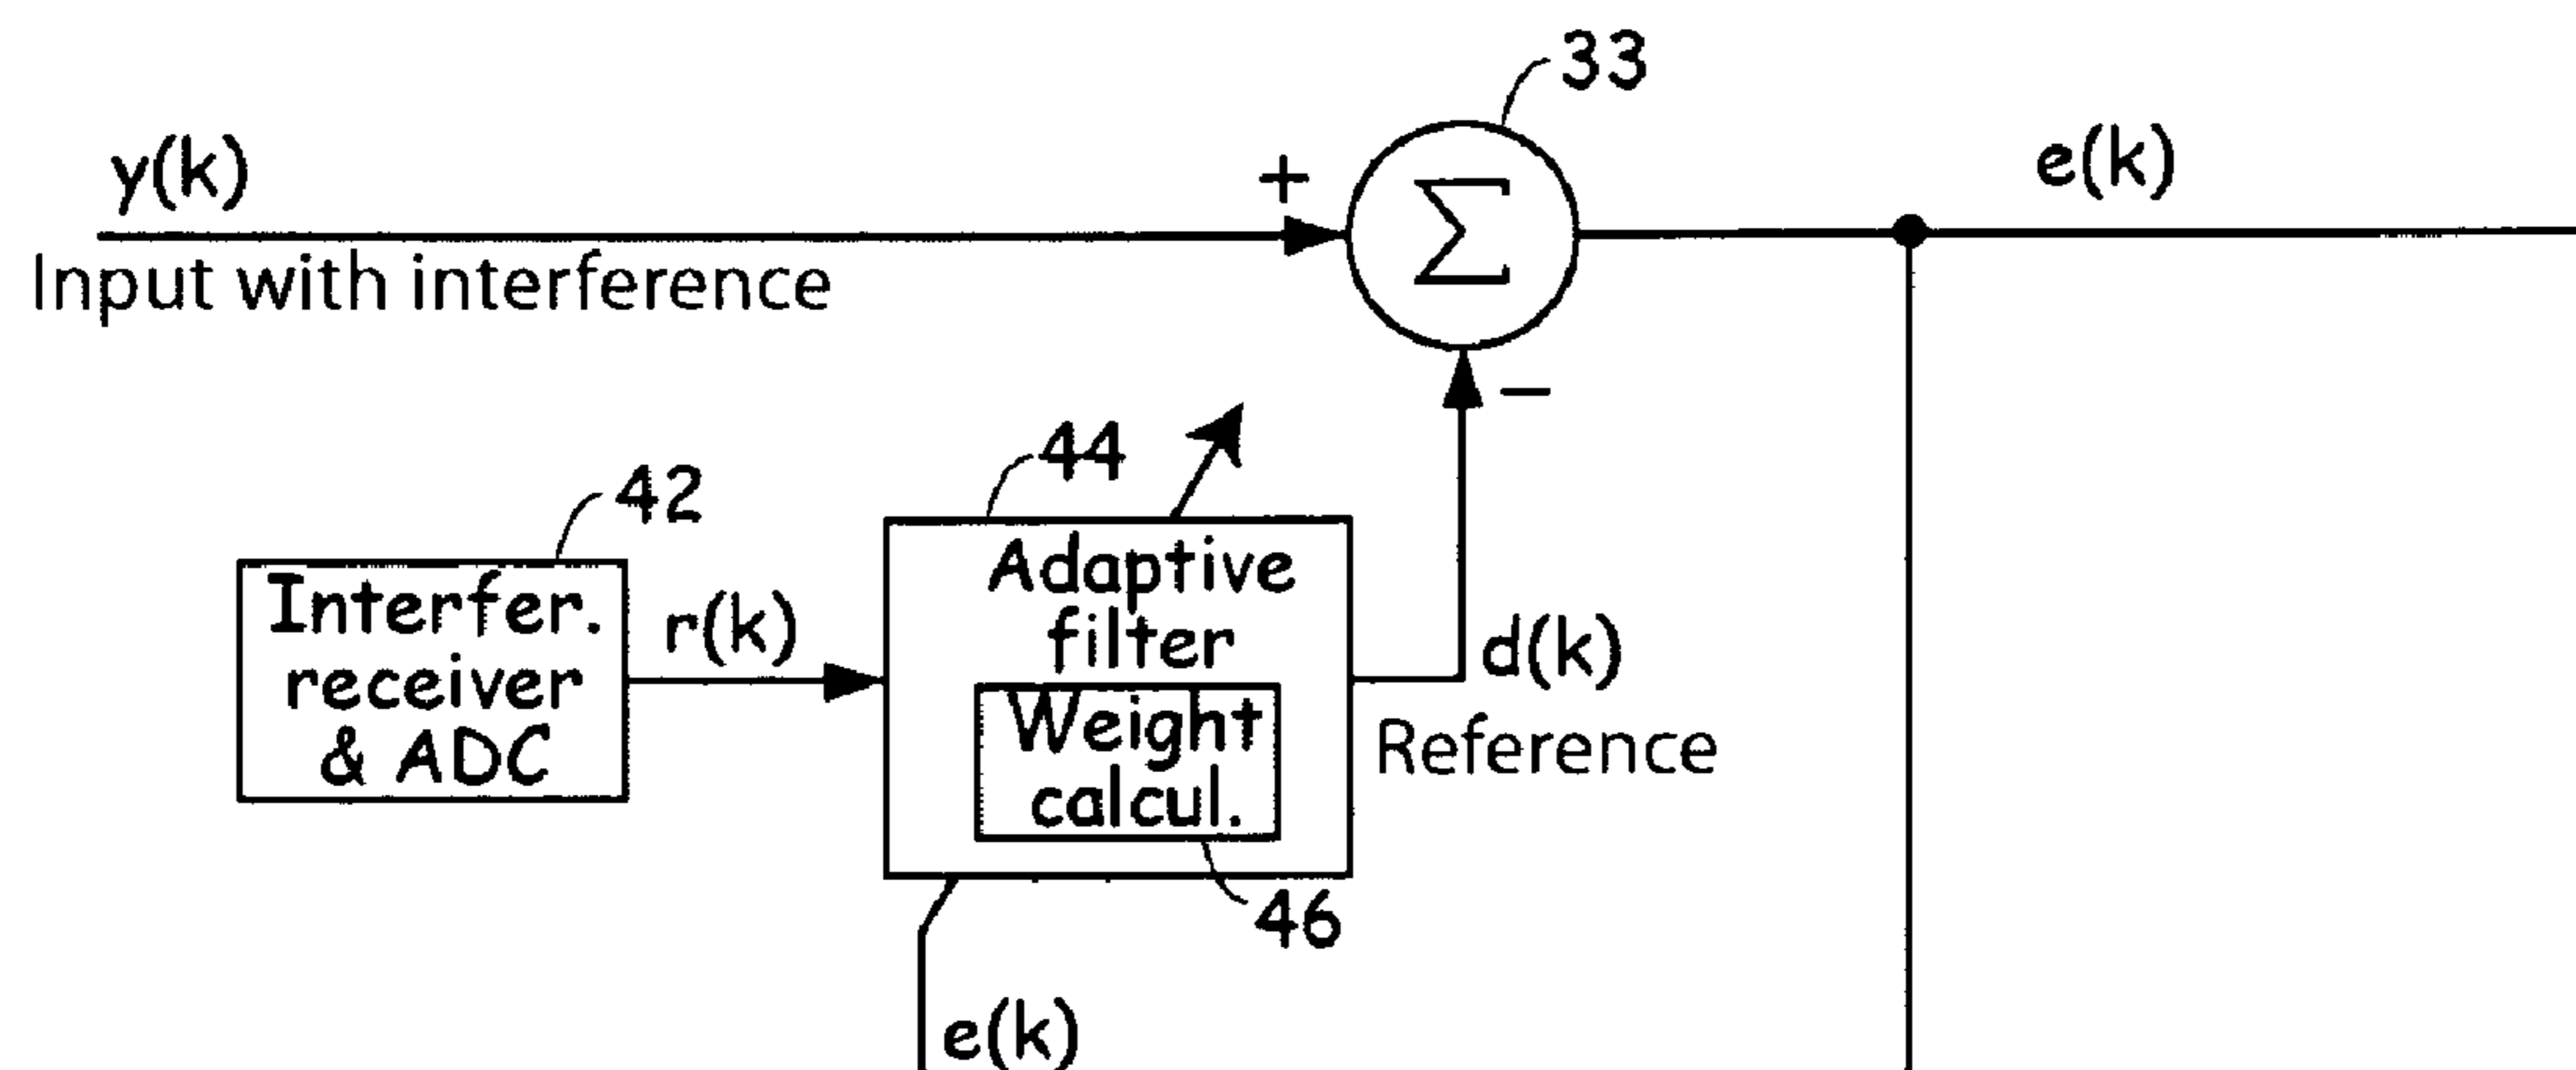 33
y(k)
+
Σ
e(k)
Input with interference
−
44
42
Adaptive
filter
Interfer.
receiver
& ADC
r(k)
d(k)
Weight
calcul.
Reference
46
e(k)